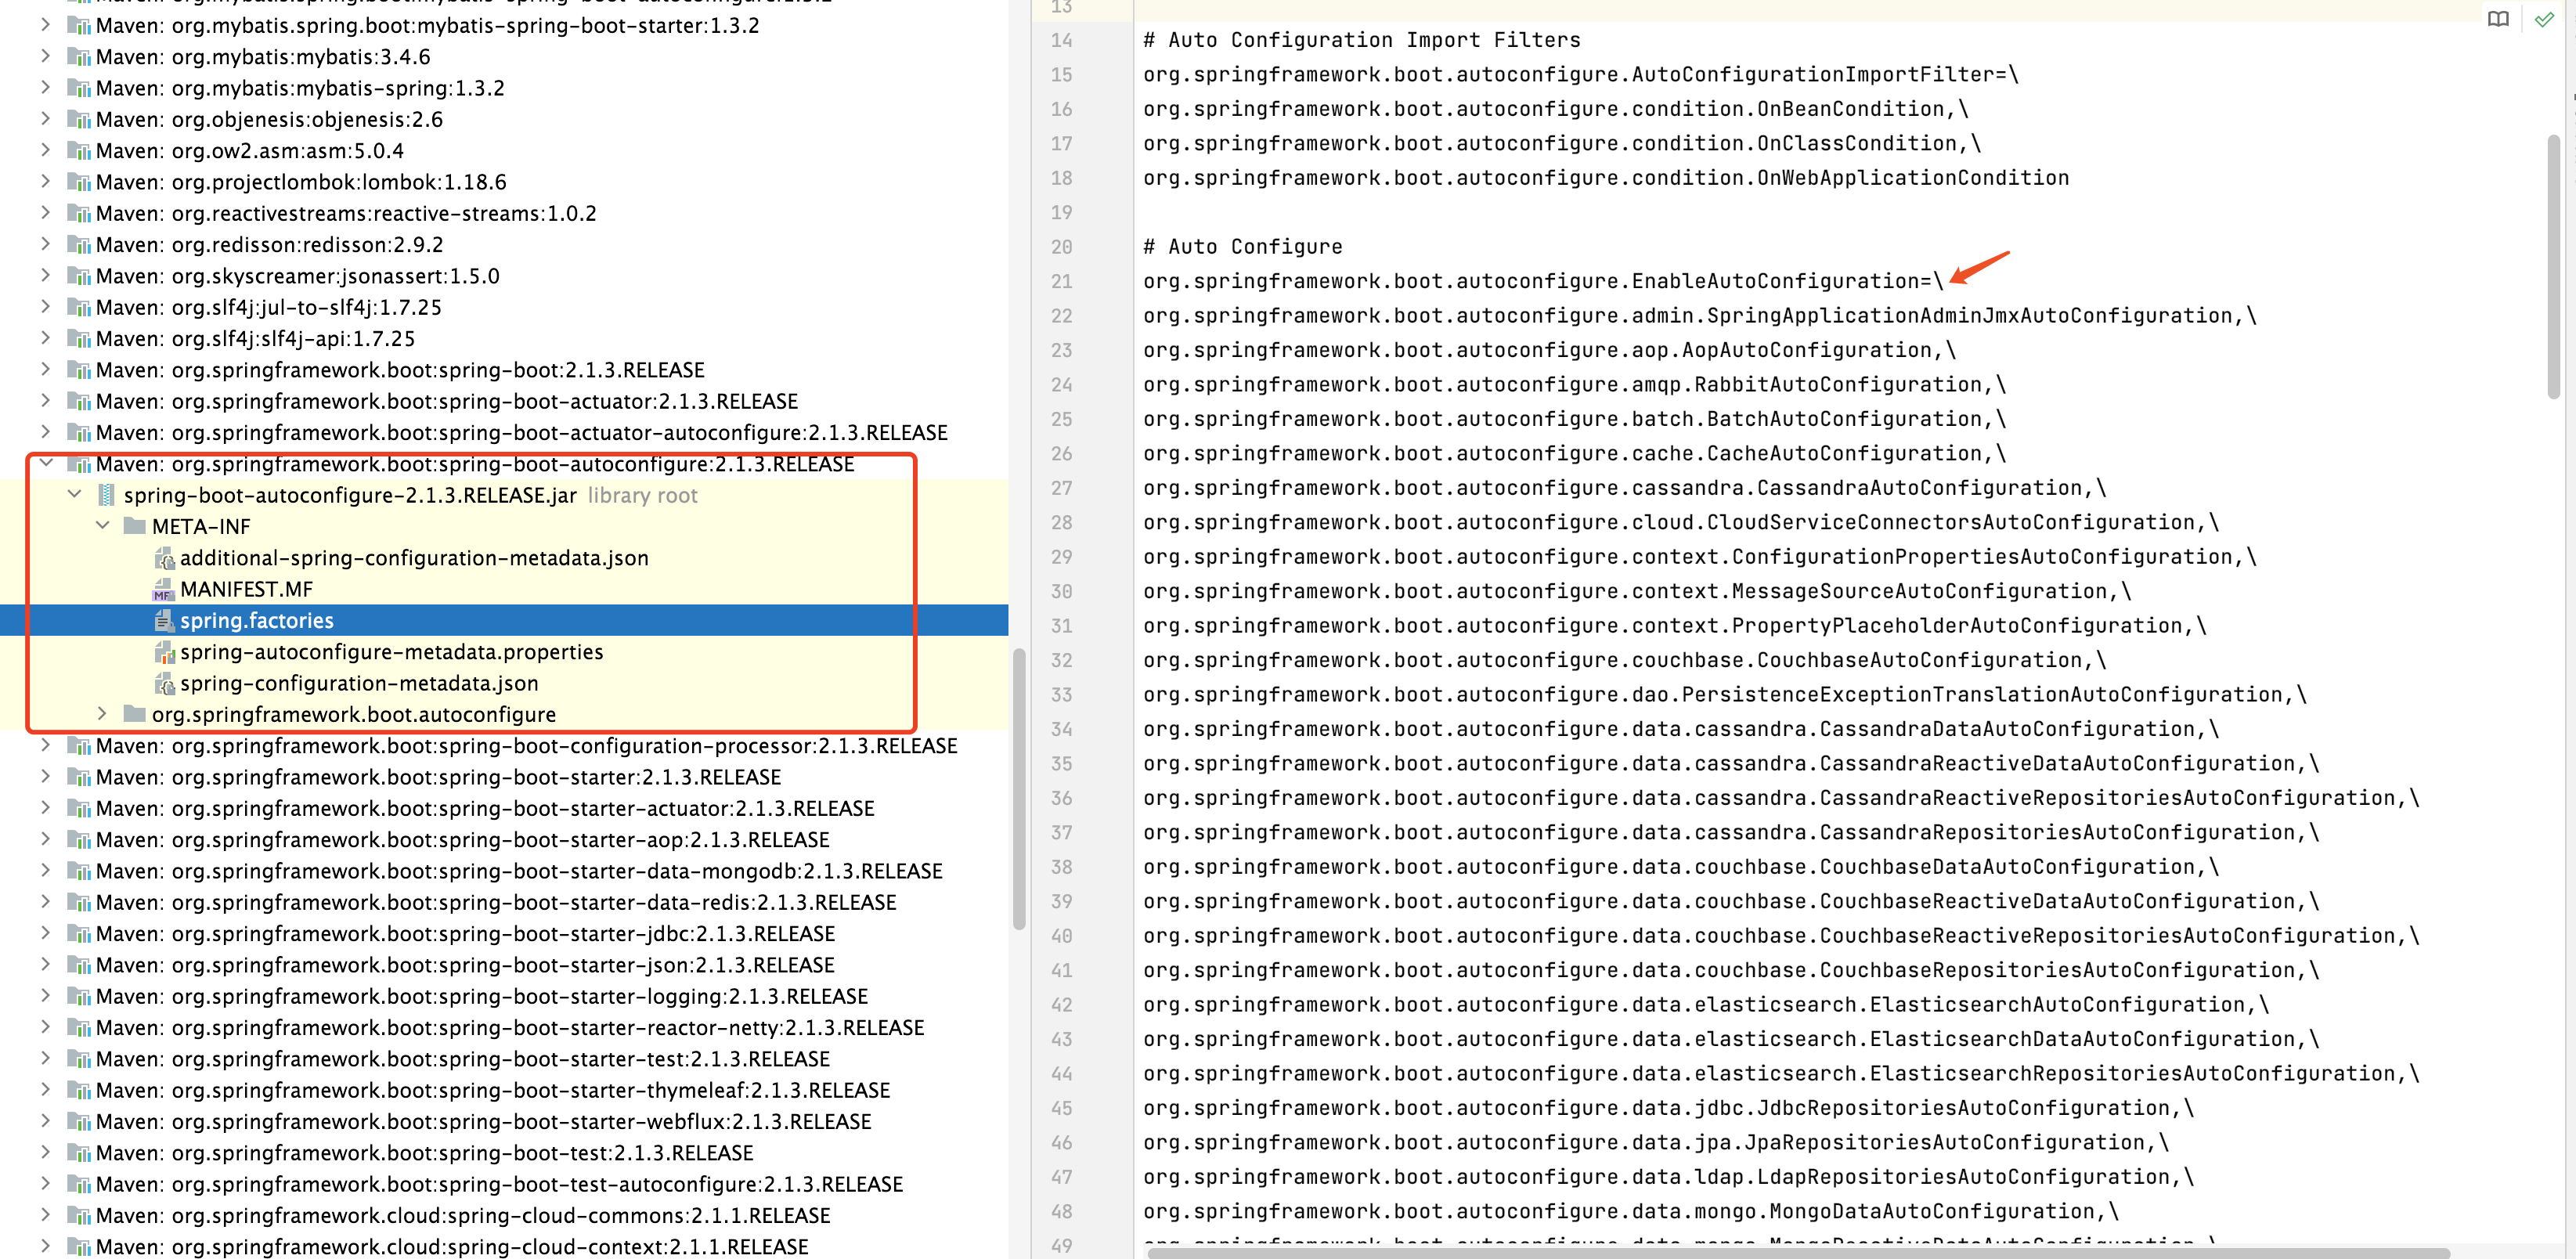 Maven: org.mybatis.spring.boot:mybatis-spring-boot-autoconfigure:1.3.2
Maven: org.mybatis.spring.boot:mybatis-spring-boot-starter:1.3.2
Maven: org.mybatis:mybatis:3.4.6
Maven: org.mybatis:mybatis-spring:1.3.2
Maven: org.objenesis:objenesis:2.6
Maven: org.ow2.asm:asm:5.0.4
Maven: org.projectlombok:lombok:1.18.6
Maven: org.reactivestreams:reactive-streams:1.0.2
Maven: org.redisson:redisson:2.9.2
Maven: org.skyscreamer:jsonassert:1.5.0
Maven: org.slf4j:jul-to-slf4j:1.7.25
Maven: org.slf4j:slf4j-api:1.7.25
Maven: org.springframework.boot:spring-boot:2.1.3.RELEASE
Maven: org.springframework.boot:spring-boot-actuator:2.1.3.RELEASE
Maven: org.springframework.boot:spring-boot-actuator-autoconfigure:2.1.3.RELEASE
Maven: org.springframework.boot:spring-boot-autoconfigure:2.1.3.RELEASE
spring-boot-autoconfigure-2.1.3.RELEASE.jar library root
META-INF
additional-spring-configuration-metadata.json
MANIFEST.MF
spring.factories
spring-autoconfigure-metadata.properties
spring-configuration-metadata.json
org.springframework.boot.autoconfigure
Maven: org.springframework.boot:spring-boot-configuration-processor:2.1.3.RELEASE
Maven: org.springframework.boot:spring-boot-starter:2.1.3.RELEASE
Maven: org.springframework.boot:spring-boot-starter-actuator:2.1.3.RELEASE
Maven: org.springframework.boot:spring-boot-starter-aop:2.1.3.RELEASE
Maven: org.springframework.boot:spring-boot-starter-data-mongodb:2.1.3.RELEASE
Maven: org.springframework.boot:spring-boot-starter-data-redis:2.1.3.RELEASE
Maven: org.springframework.boot:spring-boot-starter-jdbc:2.1.3.RELEASE
Maven: org.springframework.boot:spring-boot-starter-json:2.1.3.RELEASE
Maven: org.springframework.boot:spring-boot-starter-logging:2.1.3.RELEASE
Maven: org.springframework.boot:spring-boot-starter-reactor-netty:2.1.3.RELEASE
Maven: org.springframework.boot:spring-boot-starter-test:2.1.3.RELEASE
Maven: org.springframework.boot:spring-boot-starter-thymeleaf:2.1.3.RELEASE
Maven: org.springframework.boot:spring-boot-starter-webflux:2.1.3.RELEASE
Maven: org.springframework.boot:spring-boot-test:2.1.3.RELEASE
Maven: org.springframework.boot:spring-boot-test-autoconfigure:2.1.3.RELEASE
Maven: org.springframework.cloud:spring-cloud-commons:2.1.1.RELEASE
Maven: org.springframework.cloud:spring-cloud-context:2.1.1.RELEASE
13
14 # Auto Configuration Import Filters
15 org.springframework.boot.autoconfigure.AutoConfigurationImportFilter=\
16 org.springframework.boot.autoconfigure.condition.OnBeanCondition,\
17 org.springframework.boot.autoconfigure.condition.OnClassCondition,\
18 org.springframework.boot.autoconfigure.condition.OnWebApplicationCondition
19
20 # Auto Configure
21 org.springframework.boot.autoconfigure.EnableAutoConfiguration=\
22 org.springframework.boot.autoconfigure.admin.SpringApplicationAdminJmxAutoConfiguration,\
23 org.springframework.boot.autoconfigure.aop.AopAutoConfiguration,\
24 org.springframework.boot.autoconfigure.amqp.RabbitAutoConfiguration,\
25 org.springframework.boot.autoconfigure.batch.BatchAutoConfiguration,\
26 org.springframework.boot.autoconfigure.cache.CacheAutoConfiguration,\
27 org.springframework.boot.autoconfigure.cassandra.CassandraAutoConfiguration,\
28 org.springframework.boot.autoconfigure.cloud.CloudServiceConnectorsAutoConfiguration,\
29 org.springframework.boot.autoconfigure.context.ConfigurationPropertiesAutoConfiguration,\
30 org.springframework.boot.autoconfigure.context.MessageSourceAutoConfiguration,\
31 org.springframework.boot.autoconfigure.context.PropertyPlaceholderAutoConfiguration,\
32 org.springframework.boot.autoconfigure.couchbase.CouchbaseAutoConfiguration,\
33 org.springframework.boot.autoconfigure.dao.PersistenceExceptionTranslationAutoConfiguration,\
34 org.springframework.boot.autoconfigure.data.cassandra.CassandraDataAutoConfiguration,\
35 org.springframework.boot.autoconfigure.data.cassandra.CassandraReactiveDataAutoConfiguration,\
36 org.springframework.boot.autoconfigure.data.cassandra.CassandraReactiveRepositoriesAutoConfiguration,\
37 org.springframework.boot.autoconfigure.data.cassandra.CassandraRepositoriesAutoConfiguration,\
38 org.springframework.boot.autoconfigure.data.couchbase.CouchbaseDataAutoConfiguration,\
39 org.springframework.boot.autoconfigure.data.couchbase.CouchbaseReactiveDataAutoConfiguration,\
40 org.springframework.boot.autoconfigure.data.couchbase.CouchbaseReactiveRepositoriesAutoConfiguration,\
41 org.springframework.boot.autoconfigure.data.couchbase.CouchbaseRepositoriesAutoConfiguration,\
42 org.springframework.boot.autoconfigure.data.elasticsearch.ElasticsearchAutoConfiguration,\
43 org.springframework.boot.autoconfigure.data.elasticsearch.ElasticsearchDataAutoConfiguration,\
44 org.springframework.boot.autoconfigure.data.elasticsearch.ElasticsearchRepositoriesAutoConfiguration,\
45 org.springframework.boot.autoconfigure.data.jdbc.JdbcRepositoriesAutoConfiguration,\
46 org.springframework.boot.autoconfigure.data.jpa.JpaRepositoriesAutoConfiguration,\
47 org.springframework.boot.autoconfigure.data.ldap.LdapRepositoriesAutoConfiguration,\
48 org.springframework.boot.autoconfigure.data.mongo.MongoDataAutoConfiguration,\
49 org.springframework.boot.autoconfigure.data.mongo.MongoReactiveDataAutoConfiguration,\